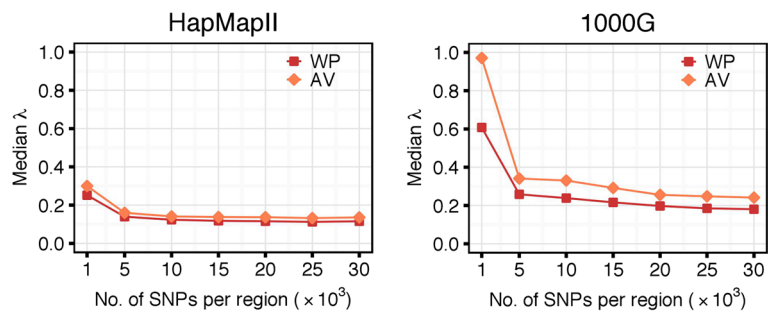 HapMapII
1.0
0.8
0.6
0.4
0.2
0.0
Median λ
WP
AV
1 5 10 15 20 25 30
No. of SNPs per region (×10³)
1000G
1.0
0.8
0.6
0.4
0.2
0.0
Median λ
WP
AV
1 5 10 15 20 25 30
No. of SNPs per region (×10³)